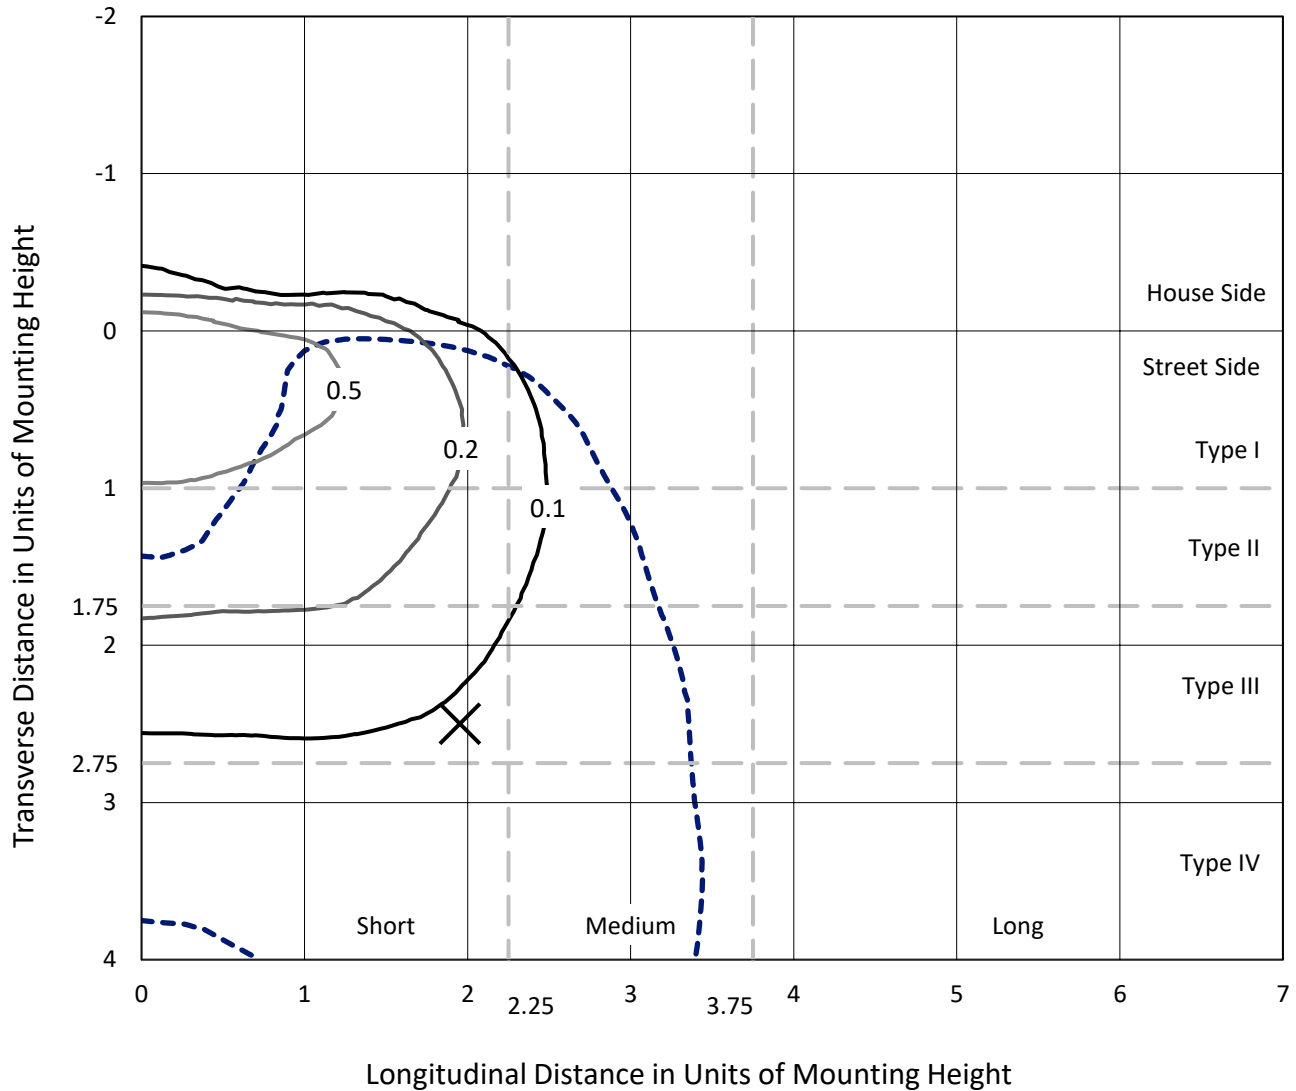 -2
-1
House Side
0
Street Side
0.5
0.2
Type I
1
0.1
Type II
1.75
2
Type III
2.75
3
Type IV
Short
Medium
Long
4
0
1
2
2.25
3
3.75
4
5
6
7
Transverse Distance in Units of Mounting Height
Longitudinal Distance in Units of Mounting Height